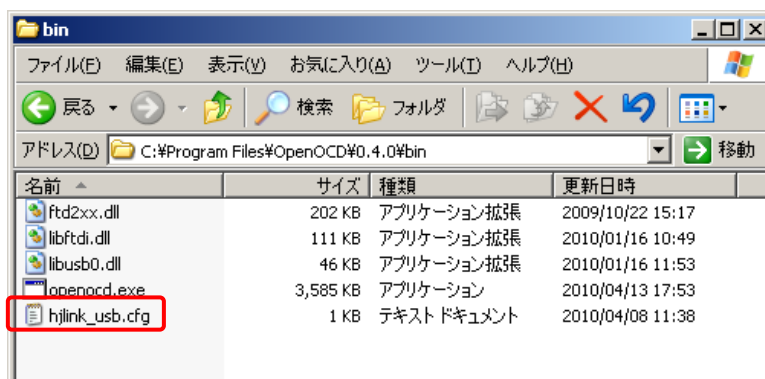 bin
ファイル(F) 編集(E) 表示(V) お気に入り(A) ツール(T) ヘルプ(H)
戻る 検索 フォルダ
アドレス(D) C:¥Program Files¥OpenOCD¥0.4.0¥bin 移動
名前 サイズ 種類 更新日時
ftd2xx.dll 202 KB アプリケーション拡張 2009/10/22 15:17
libftdi.dll 111 KB アプリケーション拡張 2010/01/16 10:49
libusb0.dll 46 KB アプリケーション拡張 2010/01/16 11:53
openocd.exe 3,585 KB アプリケーション 2010/04/13 17:53
hjlink_usb.cfg 1 KB テキスト ドキュメント 2010/04/08 11:38